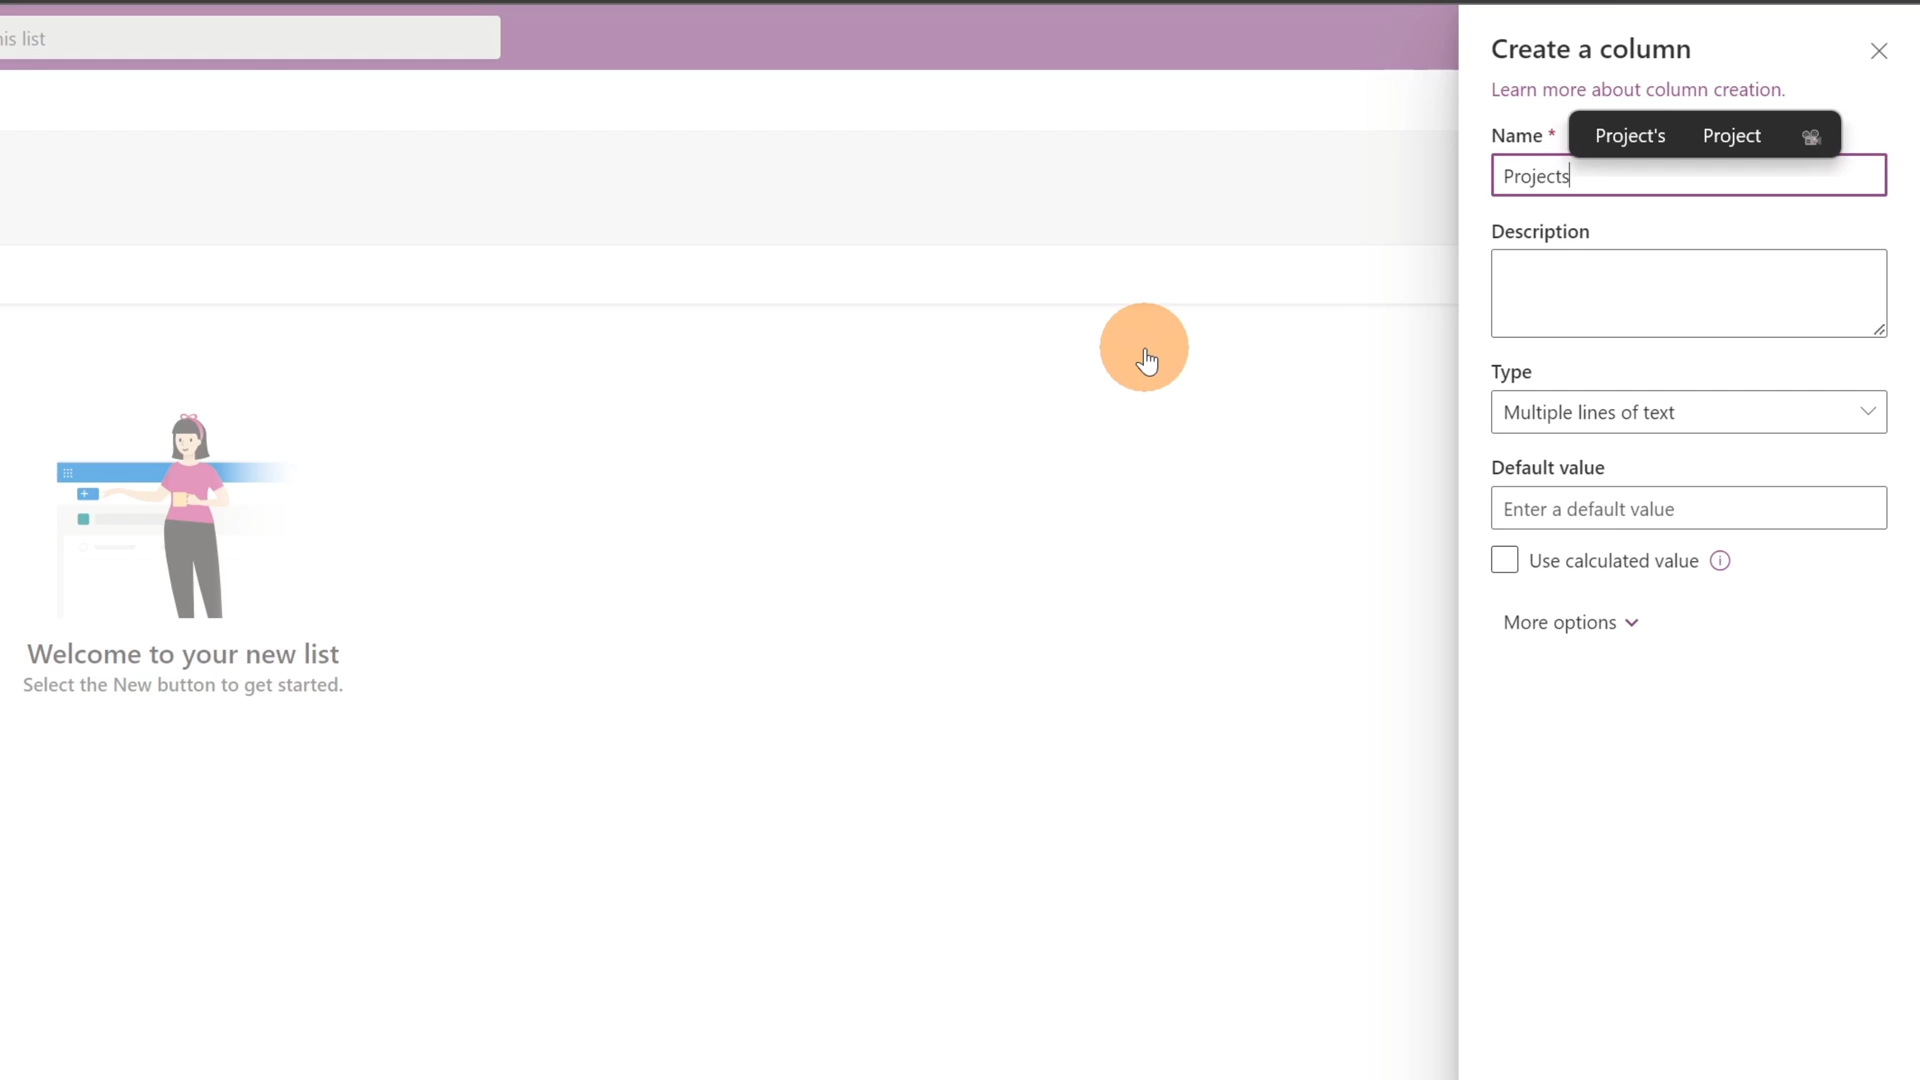 his list
Create a column
Learn more about column creation.
Name *
Project's Project
Projects
Description
Type
Multiple lines of text
Default value
Enter a default value
Use calculated value
More options
Welcome to your new list
Select the New button to get started.